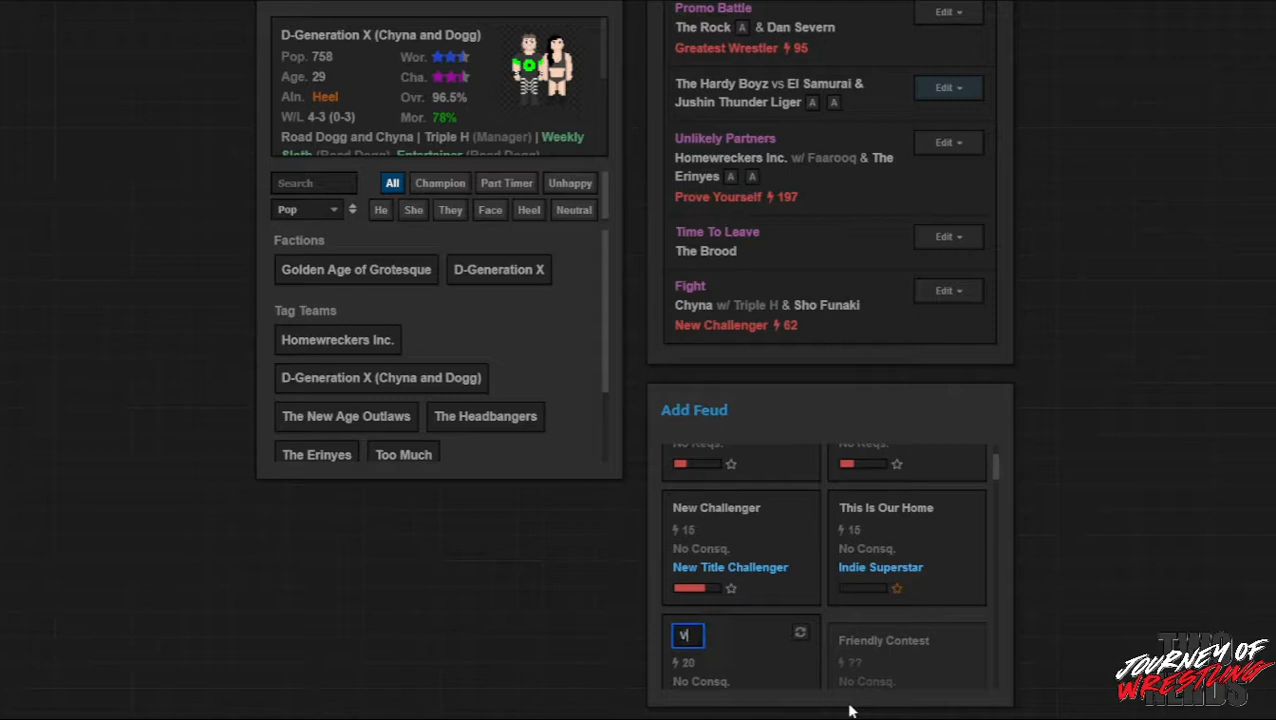 D-Generation X (Chyna and Dogg)
Pop. 758 Wor.
Age. 29 Cha.
Aln. Heel Ovr. 96.5%
W/L 4-3 (0-3) Mor. 78%
Road Dogg and Chyna | Triple H (Manager) | Weekly
Sloth (Road Dogg) Entertainer (Road Dogg)
Search All Champion Part Timer Unhappy
Pop He She They Face Heel Neutral
Factions
Golden Age of Grotesque D-Generation X
Tag Teams
Homewreckers Inc.
D-Generation X (Chyna and Dogg)
The New Age Outlaws The Headbangers
The Erinyes Too Much
Promo Battle
The Rock A & Dan Severn
Greatest Wrestler 95
Edit
The Hardy Boyz vs El Samurai &
Jushin Thunder Liger A A
Edit
Unlikely Partners
Homewreckers Inc. w/ Faarooq & The
Erinyes A A
Prove Yourself 197
Edit
Time To Leave
The Brood
Edit
Fight
Chyna w/ Triple H & Sho Funaki
New Challenger 62
Edit
Add Feud
No Reqs. No Reqs.
New Challenger
15
No Consq.
New Title Challenger
This Is Our Home
15
No Consq.
Indie Superstar
v
20
No Consq.
Friendly Contest
??
No Consq.
JOURNEY OF
WRESTLING
NERDS